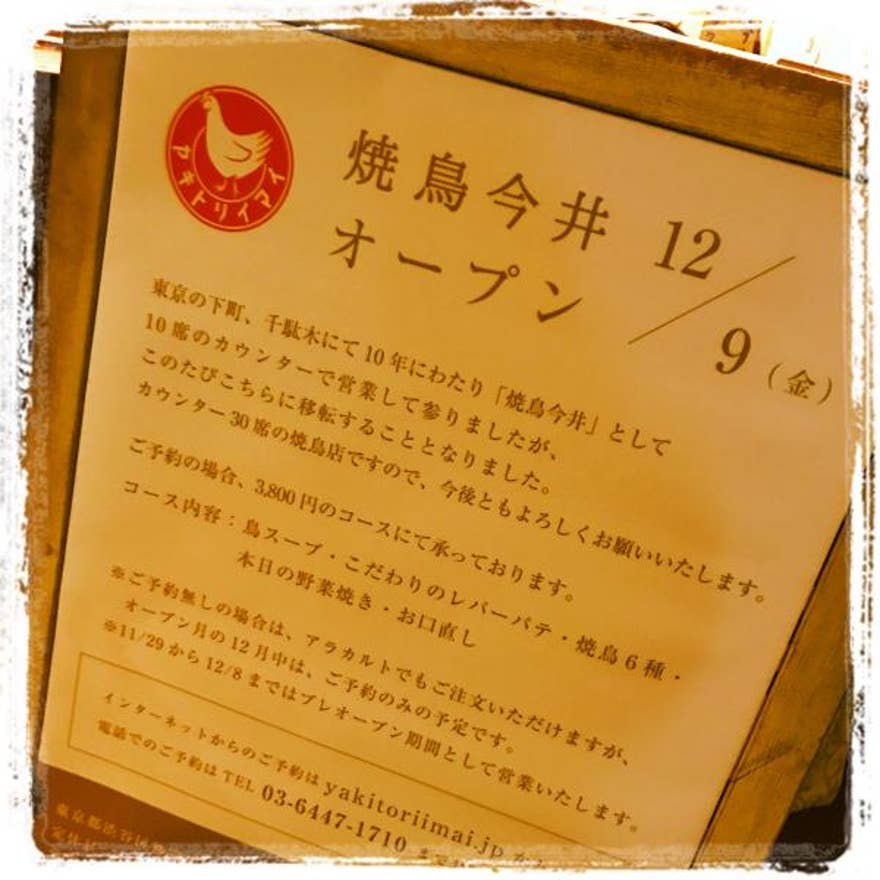 ヤキトリイマイ
焼鳥今井 12/9（金）
オープン
東京の下町、千駄木にて10年にわたり「焼鳥今井」として
10席のカウンターで営業して参りましたが、
このたびこちらに移転することとなりました。
カウンター30席の焼鳥店ですので、今後ともよろしくお願いいたします。
ご予約の場合、3,800円のコースにて承っております。
コース内容：鳥スープ・こだわりのレバーパテ・焼鳥6種・
本日の野菜焼き・お口直し
※ご予約無しの場合は、アラカルトでもご注文いただけますが、
オープン月の12月中は、ご予約のみの予定です。
※11/29から12/8まではプレオープン期間として営業いたします。
インターネットからのご予約は yakitoriimai.jp
電話でのご予約は TEL 03-6447-1710
東京都渋谷区